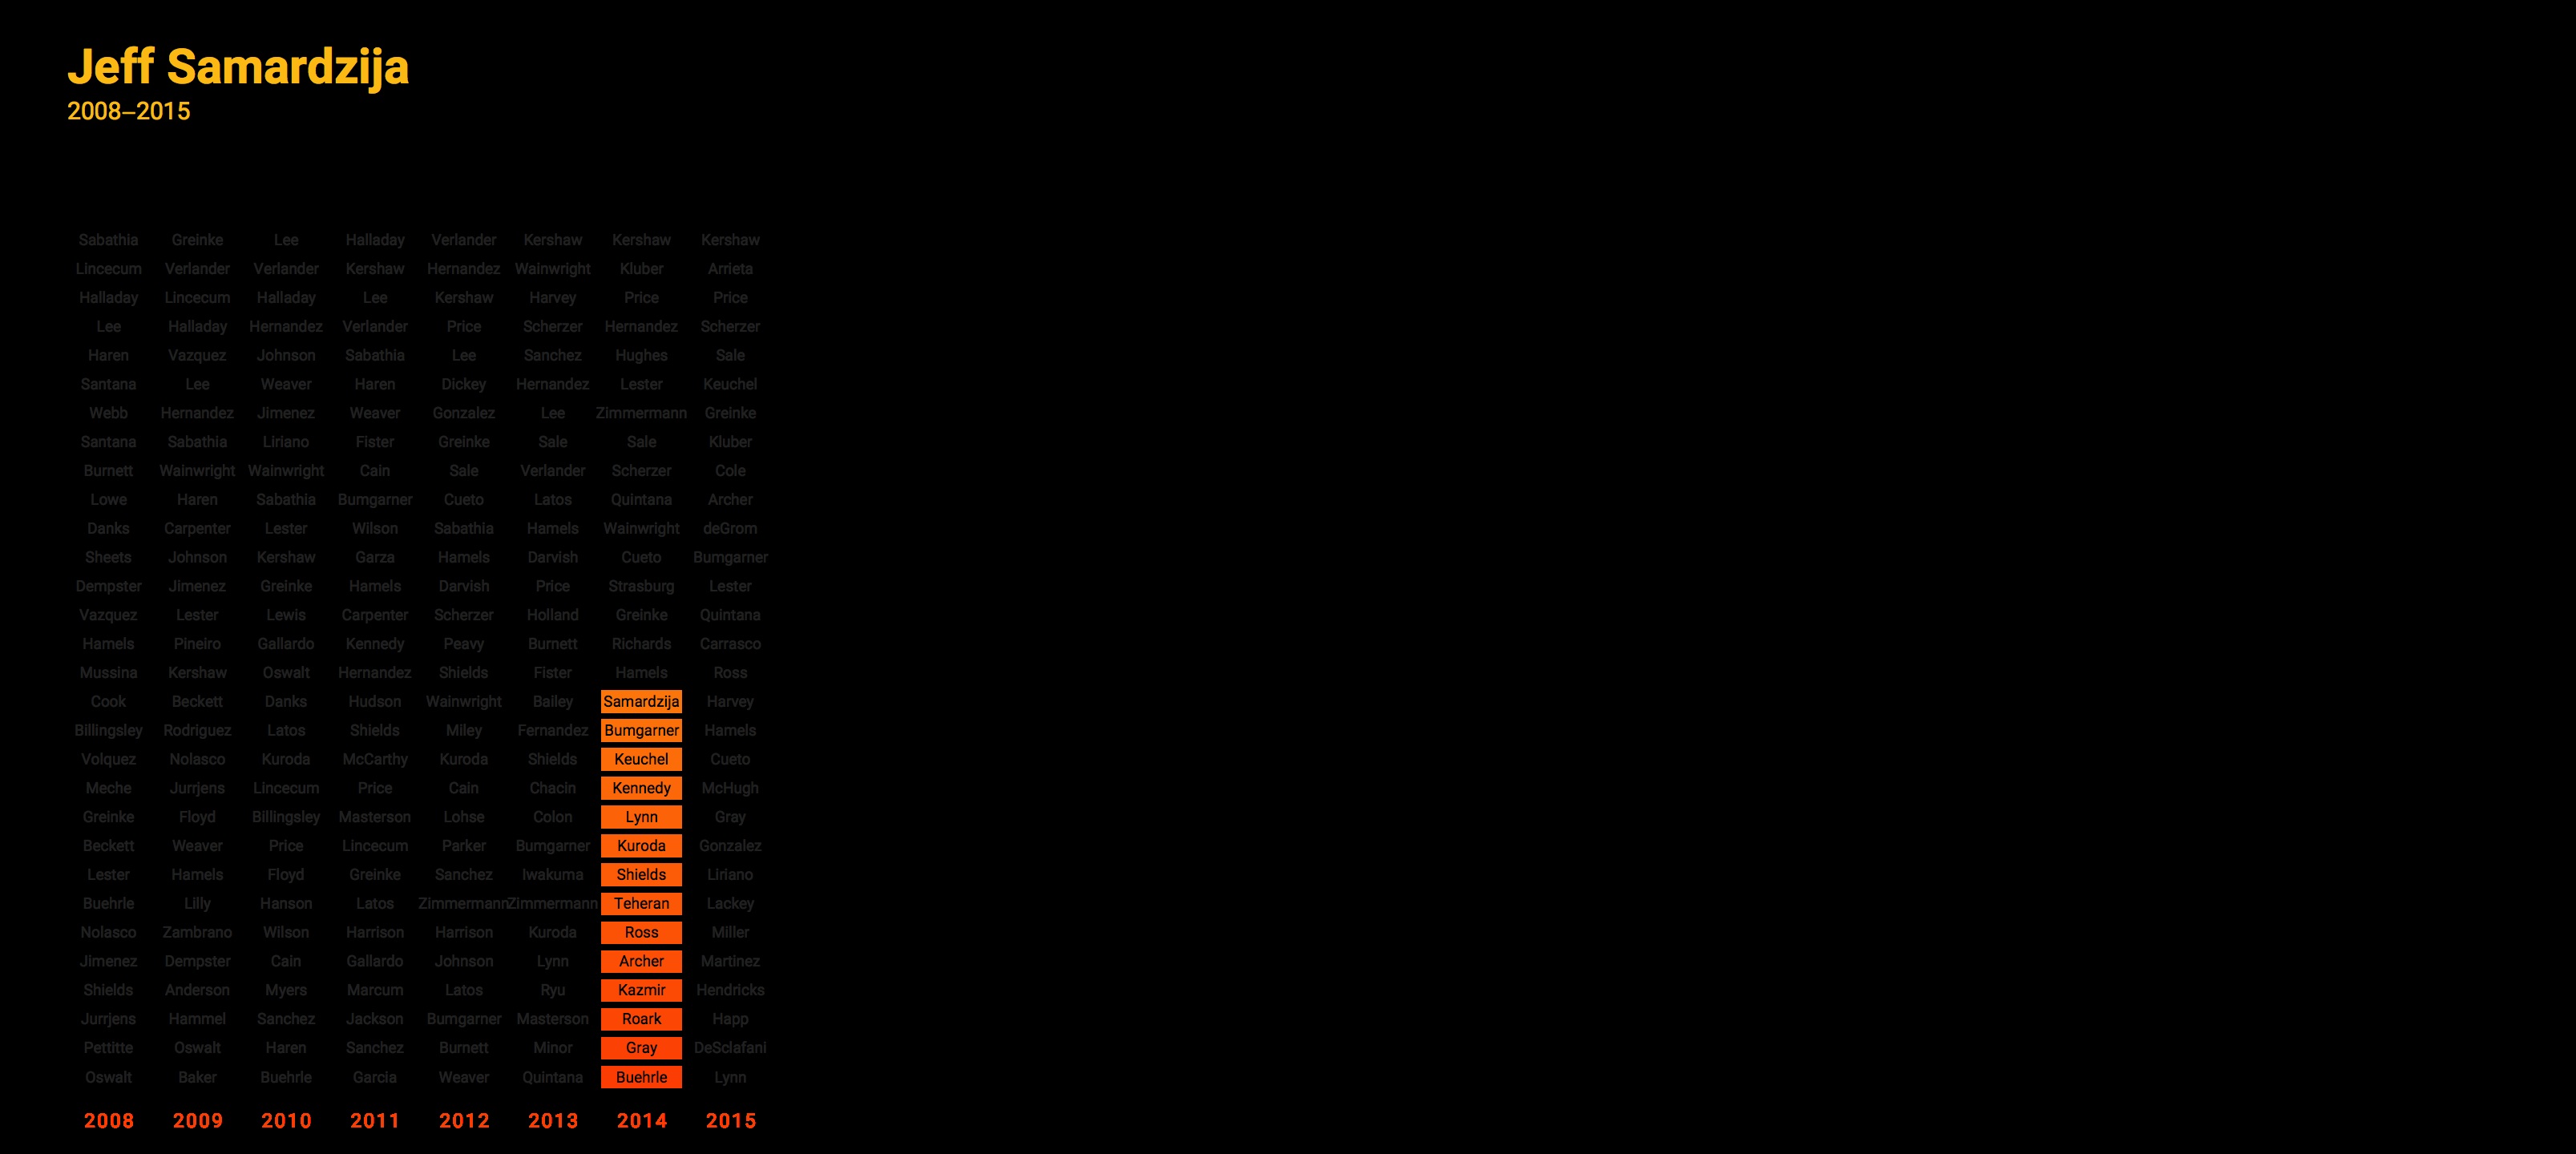 Jeff Samardzija
2008–2015
Sabathia Greinke Lee Halladay Verlander Kershaw Kershaw Kershaw
Lincecum Verlander Verlander Kershaw Hernandez Wainwright Kluber Arrieta
Halladay Lincecum Halladay Lee Kershaw Harvey Price Price
Lee Halladay Hernandez Verlander Price Scherzer Hernandez Scherzer
Haren Vazquez Johnson Sabathia Lee Sanchez Hughes Sale
Santana Lee Weaver Haren Dickey Hernandez Lester Keuchel
Webb Hernandez Jimenez Weaver Gonzalez Lee Zimmermann Greinke
Santana Sabathia Liriano Fister Greinke Sale Sale Kluber
Burnett Wainwright Wainwright Cain Sale Verlander Scherzer Cole
Lowe Haren Sabathia Bumgarner Cueto Latos Quintana Archer
Danks Carpenter Lester Wilson Sabathia Hamels Wainwright deGrom
Sheets Johnson Kershaw Garza Hamels Darvish Cueto Bumgarner
Dempster Jimenez Greinke Hamels Darvish Price Strasburg Lester
Vazquez Lester Lewis Carpenter Scherzer Holland Greinke Quintana
Hamels Pineiro Gallardo Kennedy Peavy Burnett Richards Carrasco
Mussina Kershaw Oswalt Hernandez Shields Fister Hamels Ross
Cook Beckett Danks Hudson Wainwright Bailey Samardzija Harvey
Billingsley Rodriguez Latos Shields Miley Fernandez Bumgarner Hamels
Volquez Nolasco Kuroda McCarthy Kuroda Shields Keuchel Cueto
Meche Jurrjens Lincecum Price Cain Chacin Kennedy McHugh
Greinke Floyd Billingsley Masterson Lohse Colon Lynn Gray
Beckett Weaver Price Lincecum Parker Bumgarner Kuroda Gonzalez
Lester Hamels Floyd Greinke Sanchez Iwakuma Shields Liriano
Buehrle Lilly Hanson Latos Zimmermann Zimmermann Teheran Lackey
Nolasco Zambrano Wilson Harrison Harrison Kuroda Ross Miller
Jimenez Dempster Cain Gallardo Johnson Lynn Archer Martinez
Shields Anderson Myers Marcum Latos Ryu Kazmir Hendricks
Jurrjens Hammel Sanchez Jackson Bumgarner Masterson Roark Happ
Pettitte Oswalt Haren Sanchez Burnett Minor Gray DeSclafani
Oswalt Baker Buehrle Garcia Weaver Quintana Buehrle Lynn
2008 2009 2010 2011 2012 2013 2014 2015